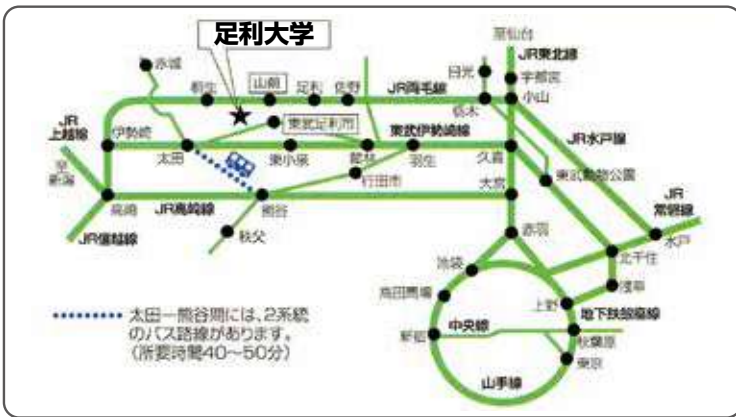 足利大学
至仙台
JR東北線
赤城
日光
宇都宮
桐生
山前
足利
佐野
JR両毛線
栃木
小山
JR
上越線
至
新潟
伊勢崎
東武足利市
東武伊勢崎線
JR水戸線
太田
東小泉
館林
羽生
久喜
東武動物公園
行田市
大宮
JR
常磐線
高崎
JR高崎線
熊谷
JR信越線
秩父
赤羽
水戸
北千住
池袋
浅草
高田馬場
上野
地下鉄銀座線
太田ー熊谷間には、2系統
のバス路線があります。
(所要時間40〜50分)
新宿
中央線
秋葉原
東京
山手線